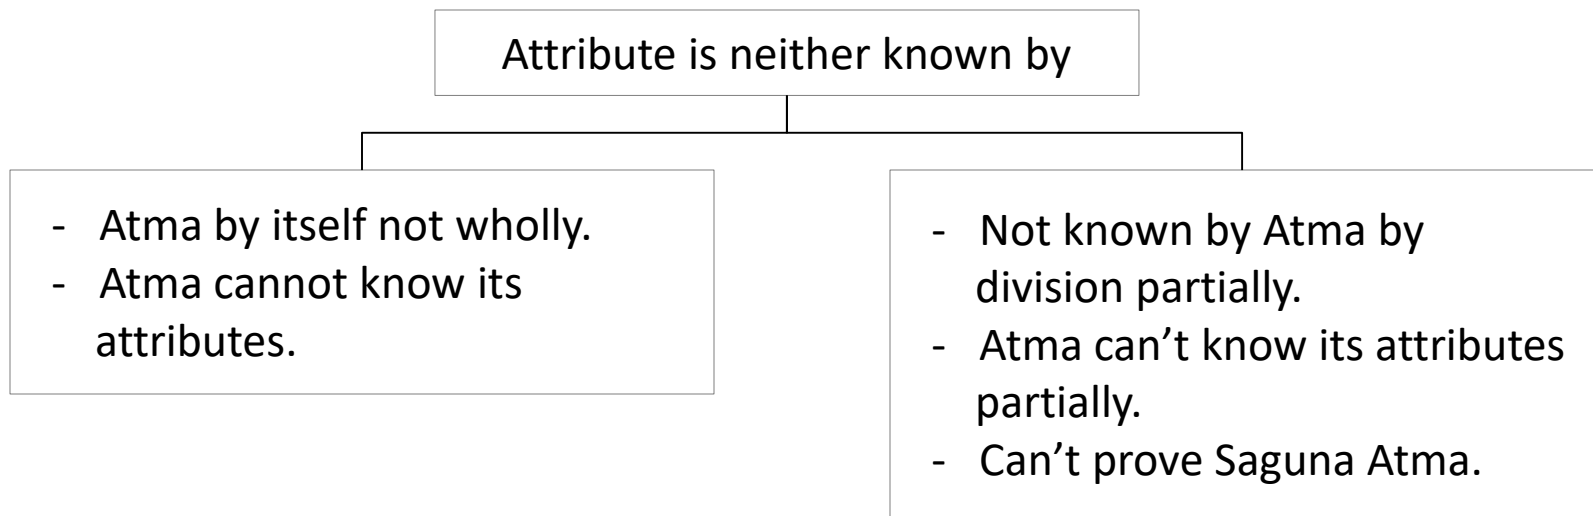 Attribute is neither known by
- Atma by itself not wholly.
- Atma cannot know its
attributes.
- Not known by Atma by
division partially.
- Atma can’t know its attributes
partially.
- Can’t prove Saguna Atma.